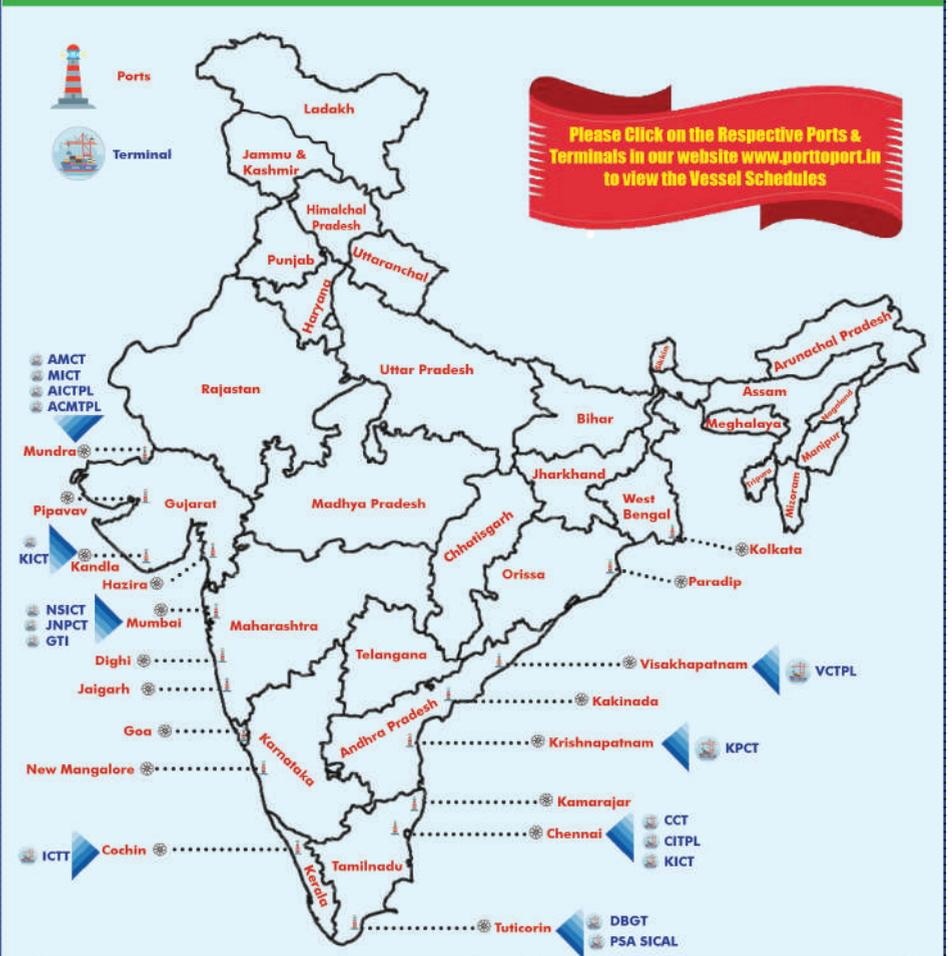 Ports
Terminal
Please Click on the Respective Ports &
Terminals in our website www.porttoport.in
to view the Vessel Schedules
Ladakh
Jammu &
Kashmir
Himalchal
Pradesh
Punjab
Uttaranchal
Haryana
Rajastan
Uttar Pradesh
Bihar
Sikkim
Arunachal Pradesh
Assam
Nagaland
Meghalaya
Manipur
Tripura
Mizoram
Jharkhand
West
Bengal
Gujarat
Madhya Pradesh
Chhatisgarh
Orissa
Maharashtra
Telangana
Andhra Pradesh
Karnataka
Tamilnadu
Kerala
AMCT
MICT
AICTPL
ACMTPL
Mundra
Pipavav
KICT
Kandla
Hazira
NSICT
JNPCT
GTI
Mumbai
Dighi
Jaigarh
Goa
New Mangalore
ICTT
Cochin
Kolkata
Paradip
Visakhapatnam
VCTPL
Kakinada
Krishnapatnam
KPCT
Kamarajar
Chennai
CCT
CITPL
KICT
Tuticorin
DBGT
PSA SICAL